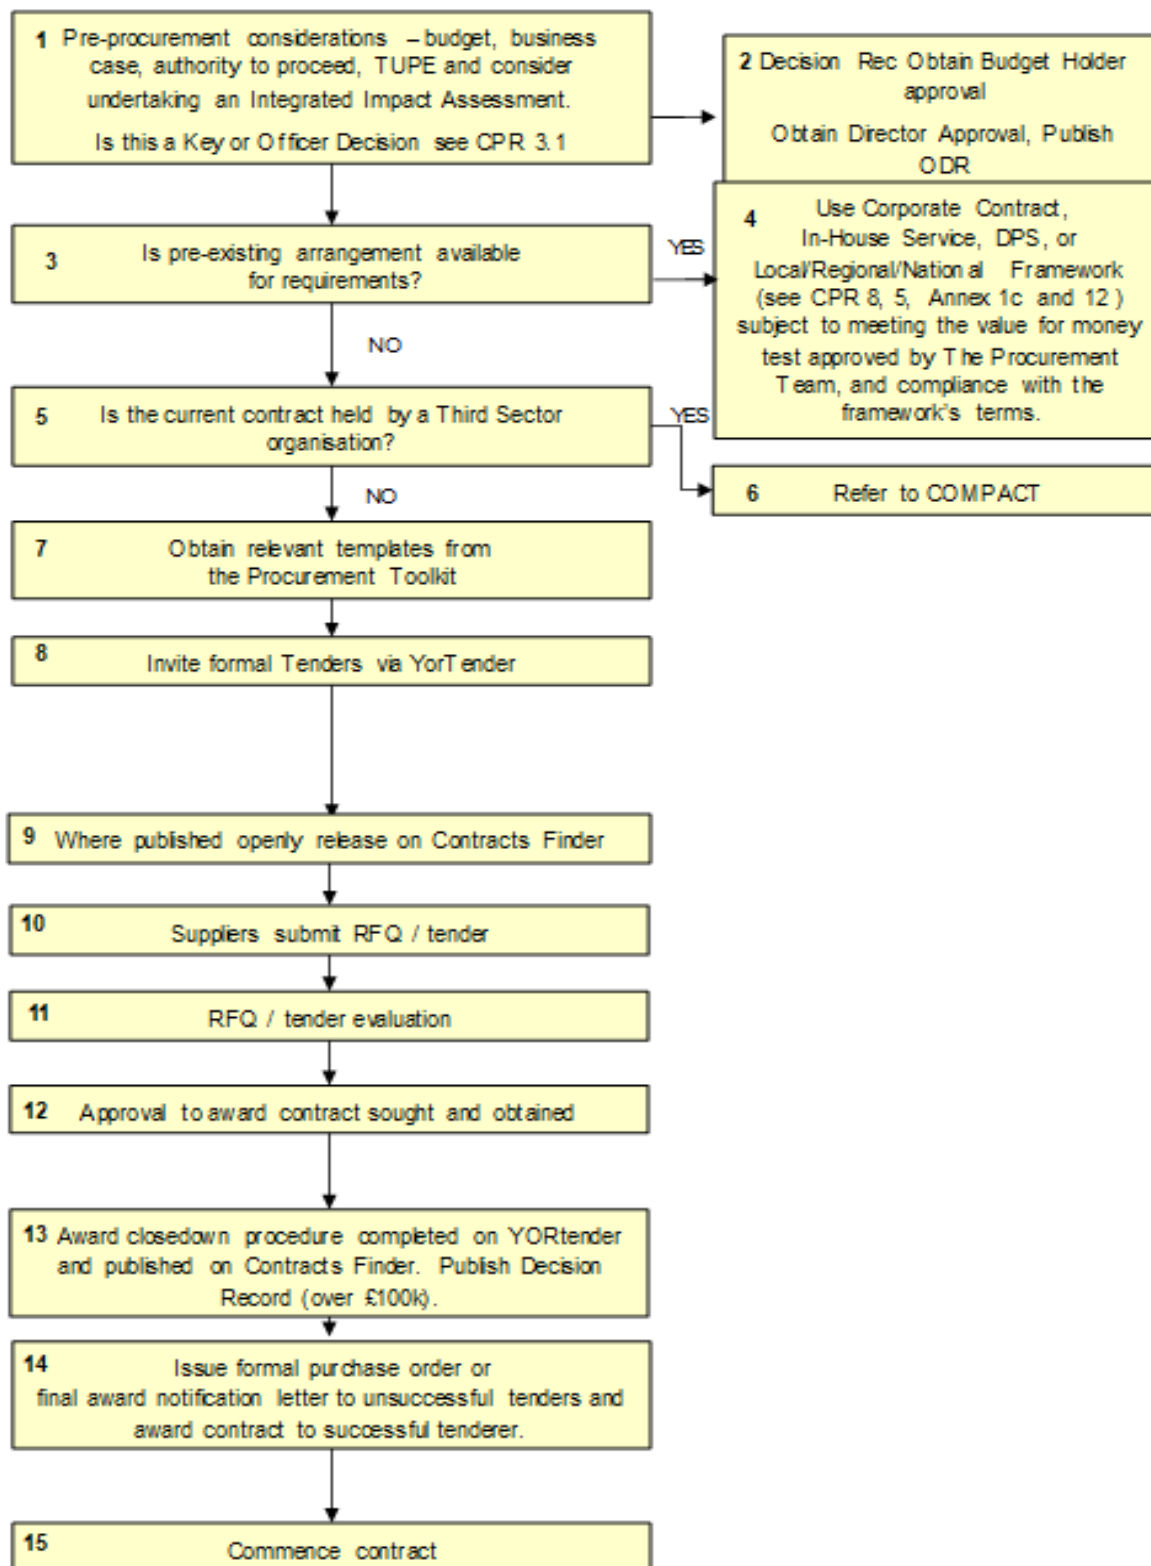 1 Pre-procurement considerations – budget, business
case, authority to proceed, TUPE and consider
undertaking an Integrated Impact Assessment.
Is this a Key or Officer Decision see CPR 3.1
2 Decision Rec Obtain Budget Holder
approval
Obtain Director Approval, Publish
ODR
3 Is pre-existing arrangement available
for requirements?
YES
4 Use Corporate Contract,
In-House Service, DPS, or
Local/Regional/National Framework
(see CPR 8, 5, Annex 1c and 12 )
subject to meeting the value for money
test approved by The Procurement
Team, and compliance with the
framework's terms.
NO
5 Is the current contract held by a Third Sector
organisation?
YES
6 Refer to COMPACT
NO
7 Obtain relevant templates from
the Procurement Toolkit
8 Invite formal Tenders via YorTender
9 Where published openly release on Contracts Finder
10 Suppliers submit RFQ / tender
11 RFQ / tender evaluation
12 Approval to award contract sought and obtained
13 Award closedown procedure completed on YORtender
and published on Contracts Finder. Publish Decision
Record (over £100k).
14 Issue formal purchase order or
final award notification letter to unsuccessful tenders and
award contract to successful tenderer.
15 Commence contract